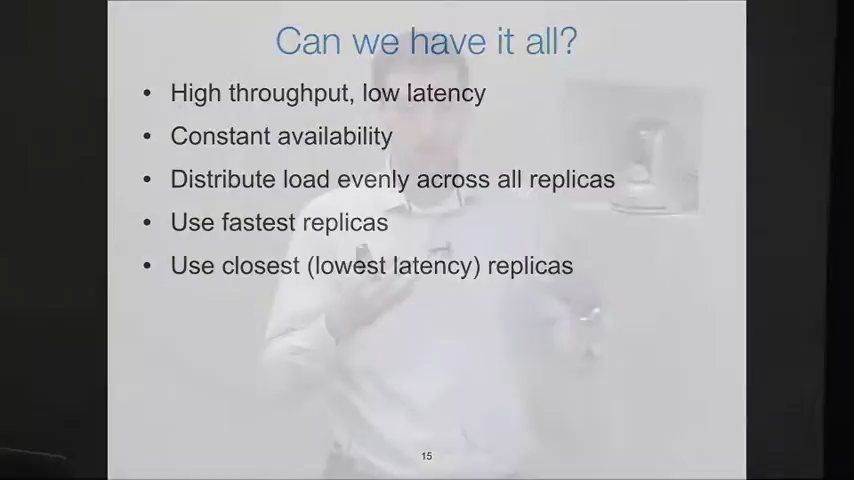 Can we have it all?
• High throughput, low latency
• Constant availability
• Distribute load evenly across all replicas
• Use fastest replicas
• Use closest (lowest latency) replicas
15